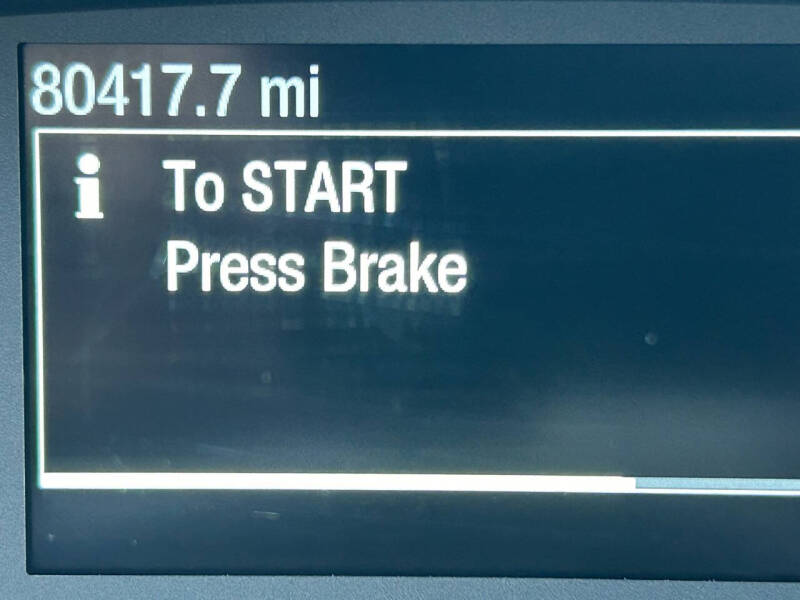 80417.7 mi
i To START
Press Brake